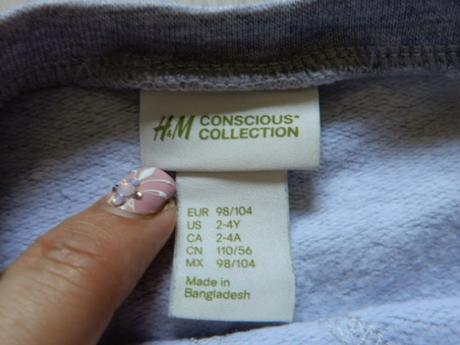 H&M CONSCIOUS*
COLLECTION
EUR 98/104
US 2-4Y
CA 2-4A
CN 110/56
MX 98/104
Made in
Bangladesh